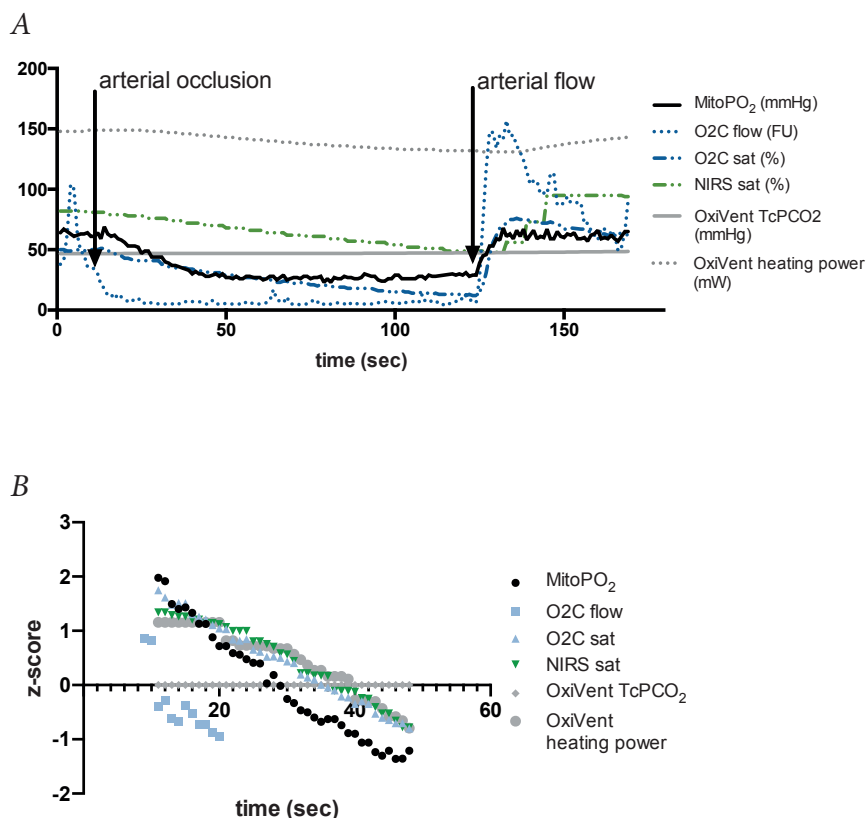 A
200
150
100
50
0
0
50
100
150
time (sec)
arterial occlusion
arterial flow
MitoPO2 (mmHg)
O2C flow (FU)
O2C sat (%)
NIRS sat (%)
OxiVent TcPCO2
(mmHg)
OxiVent heating power
(mW)
B
3
2
1
0
-1
-2
z-score
20
40
60
time (sec)
MitoPO2
O2C flow
O2C sat
NIRS sat
OxiVent TcPCO2
OxiVent
heating power